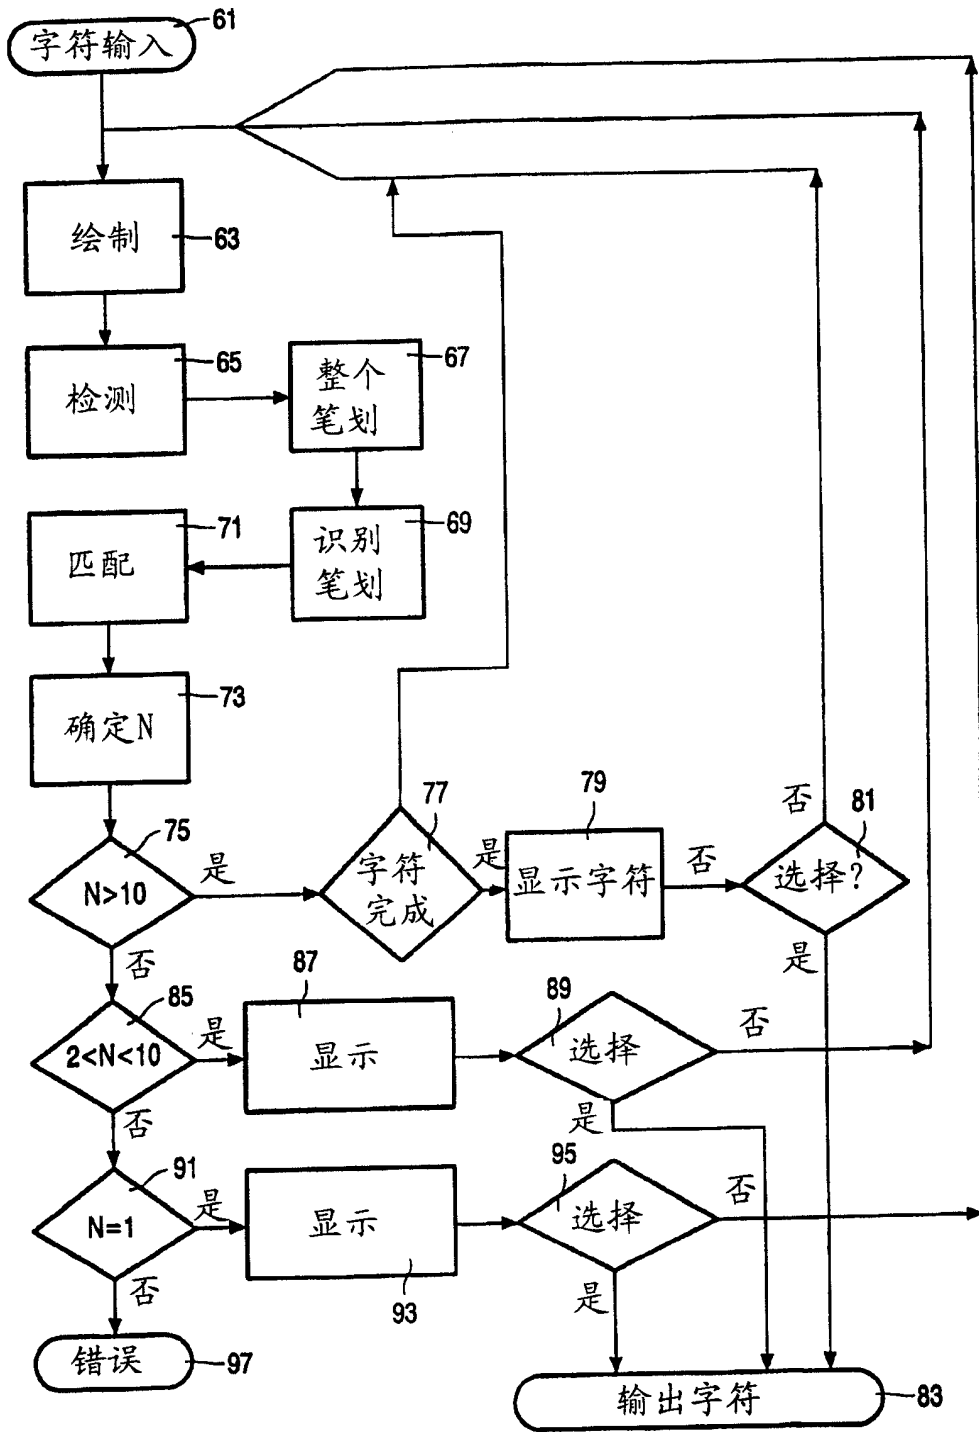 字符输入
61
绘制
63
检测
65
整个
笔划
67
识别
笔划
69
匹配
71
确定N
73
N>10
75
是
否
字符
完成
77
是
显示字符
79
否
选择?
81
否
是
2<N<10
85
是
否
显示
87
选择
89
否
是
N=1
91
是
否
显示
93
选择
95
否
是
错误
97
输出字符
83